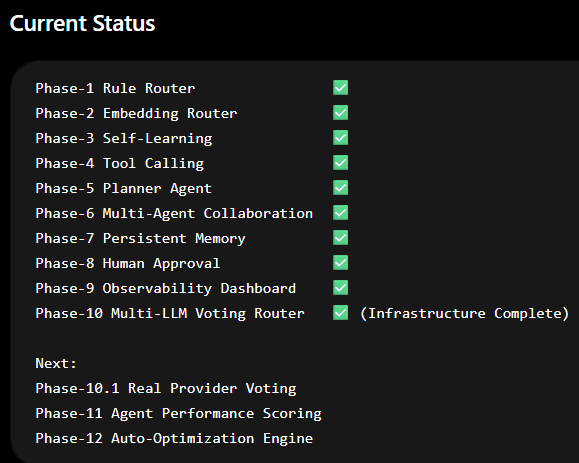 Current Status
Phase-1 Rule Router ✅
Phase-2 Embedding Router ✅
Phase-3 Self-Learning ✅
Phase-4 Tool Calling ✅
Phase-5 Planner Agent ✅
Phase-6 Multi-Agent Collaboration ✅
Phase-7 Persistent Memory ✅
Phase-8 Human Approval ✅
Phase-9 Observability Dashboard ✅
Phase-10 Multi-LLM Voting Router ✅ (Infrastructure Complete)
Next:
Phase-10.1 Real Provider Voting
Phase-11 Agent Performance Scoring
Phase-12 Auto-Optimization Engine